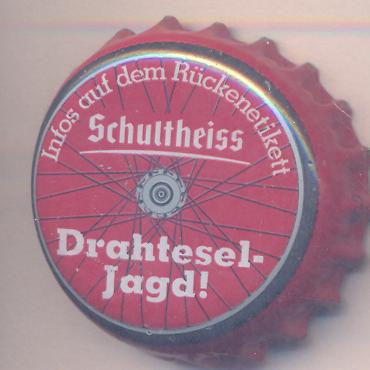 Infos auf dem Rückenetikett
Schultheiss
Drahtesel-
Jagd!